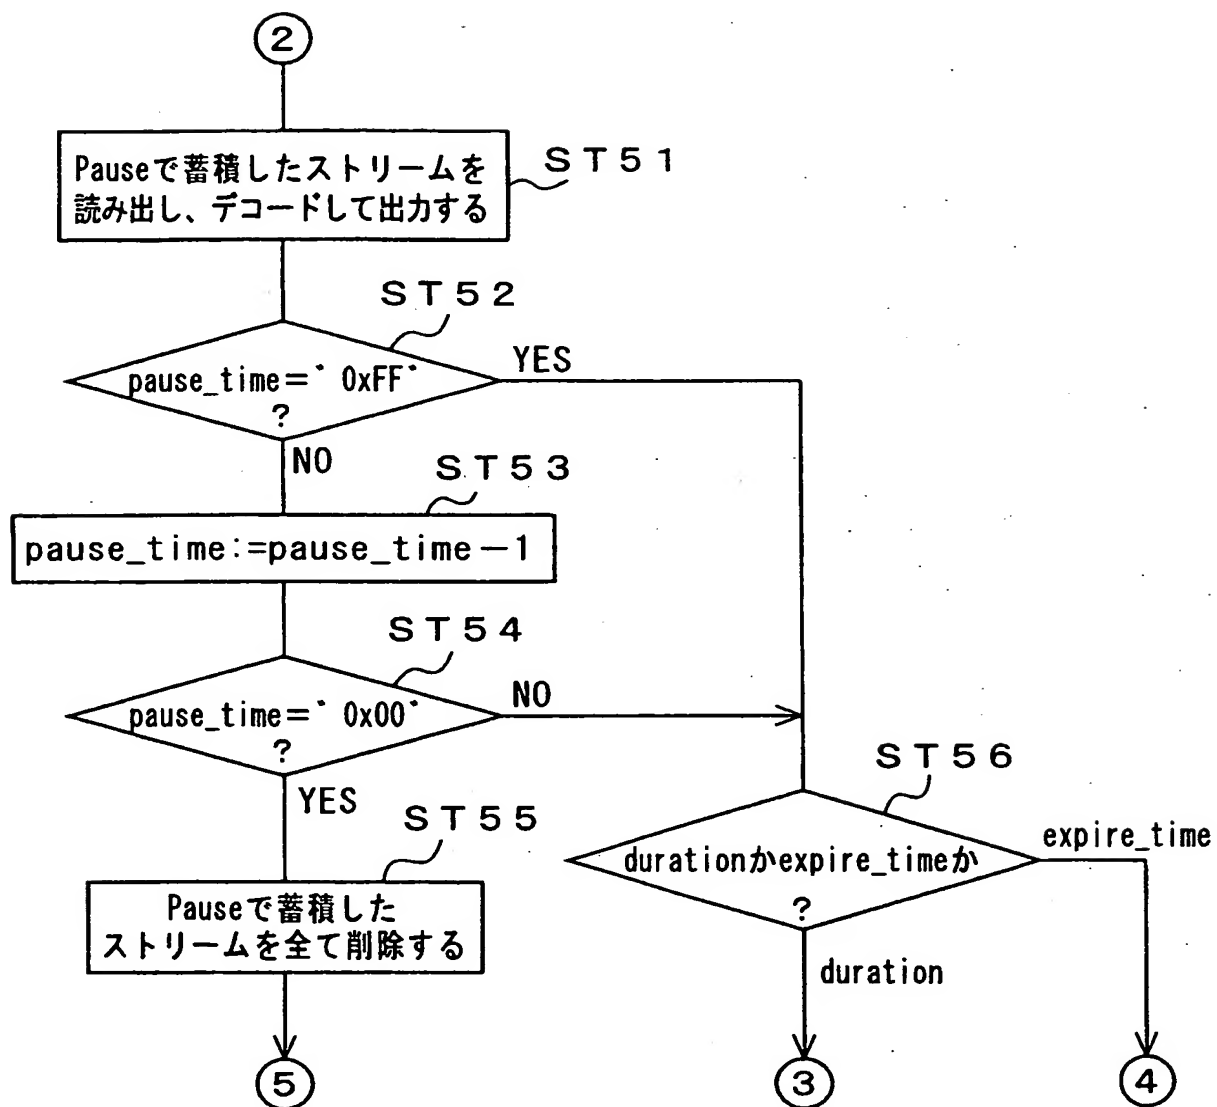 ②
Pauseで蓄積したストリームを
読み出し、デコードして出力する
ST51
ST52
pause_time=“0xFF”
?
YES
NO
ST53
pause_time:=pause_time−1
ST54
pause_time=“0x00”
?
NO
YES
ST55
Pauseで蓄積した
ストリームを全て削除する
ST56
durationかexpire_timeか
?
expire_time
duration
⑤
③
④